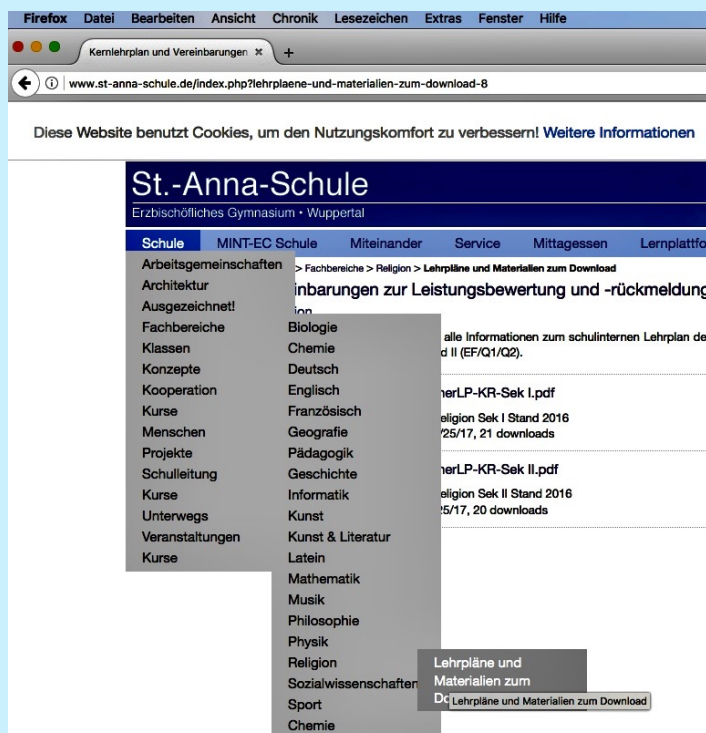 Firefox Datei Bearbeiten Ansicht Chronik Lesezeichen Extras Fenster Hilfe
Kernlehrplan und Vereinbarungen × +
www.st-anna-schule.de/index.php?lehrplaene-und-materialien-zum-download-8
Diese Website benutzt Cookies, um den Nutzungskomfort zu verbessern! Weitere Informationen
St.-Anna-Schule
Erzbischöfliches Gymnasium • Wuppertal
Schule MINT-EC Schule Miteinander Service Mittagessen Lernplattfo
> Fachbereiche > Religion > Lehrpläne und Materialien zum Download
inbarungen zur Leistungsbewertung und -rückmeldung
ion
alle Informationen zum schulinternen Lehrplan de
d II (EF/Q1/Q2).
nerLP-KR-Sek I.pdf
eligion Sek I Stand 2016
/25/17, 21 downloads
nerLP-KR-Sek II.pdf
eligion Sek II Stand 2016
5/17, 20 downloads
Arbeitsgemeinschaften
Architektur
Ausgezeichnet!
Fachbereiche
Klassen
Konzepte
Kooperation
Kurse
Menschen
Projekte
Schulleitung
Kurse
Unterwegs
Veranstaltungen
Kurse
Biologie
Chemie
Deutsch
Englisch
Französisch
Geografie
Pädagogik
Geschichte
Informatik
Kunst
Kunst & Literatur
Latein
Mathematik
Musik
Philosophie
Physik
Religion
Sozialwissenschaften
Sport
Chemie
Lehrpläne und
Materialien zum
Do
Lehrpläne und Materialien zum Download